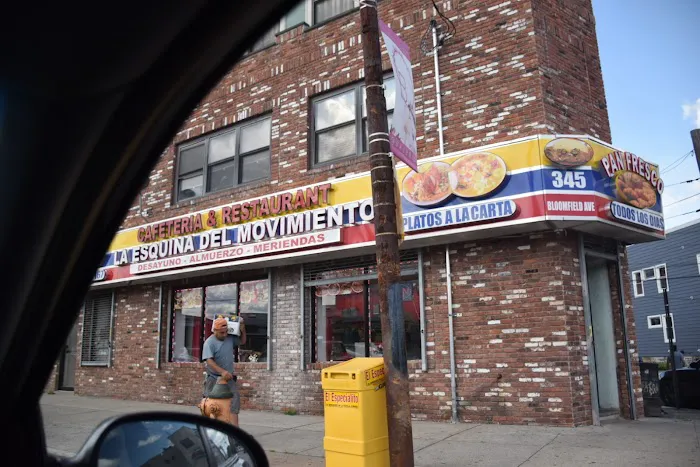 CAFETERIA & RESTAURANT
LA ESQUINA DEL MOVIMIENTO
DESAYUNO - ALMUERZO - MERIENDAS
PLATOS A LA CARTA
345
BLOOMFIELD AVE
PAN FRESCO
TODOS LOS DIAS
El Especialito